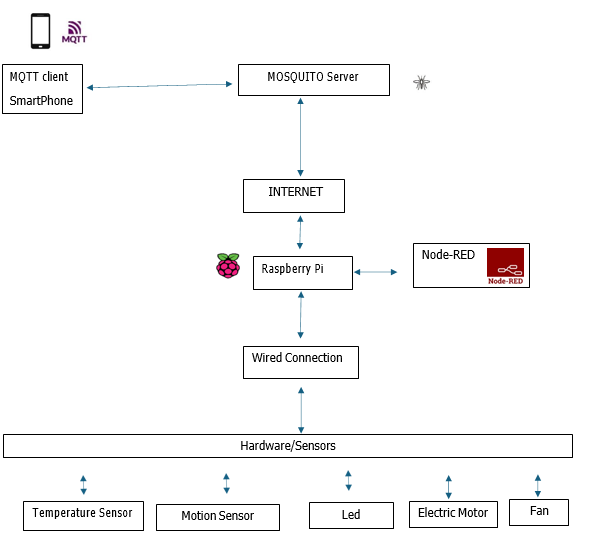 MQTT
MQTT client
SmartPhone
MOSQUITO Server
INTERNET
Raspberry Pi
Node-RED
Node-RED
Wired Connection
Hardware/Sensors
Temperature Sensor
Motion Sensor
Led
Electric Motor
Fan